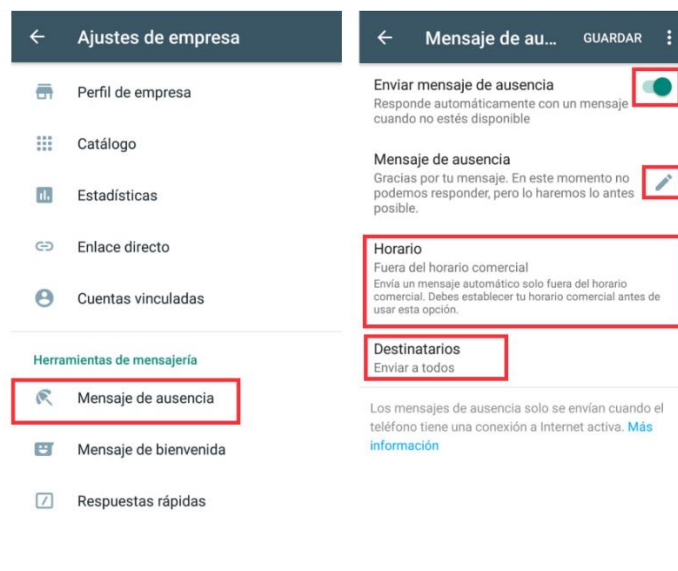 Ajustes de empresa
Perfil de empresa
Catálogo
Estadísticas
Enlace directo
Cuentas vinculadas
Herramientas de mensajería
Mensaje de ausencia
Mensaje de bienvenida
Respuestas rápidas
Mensaje de au... GUARDAR
Enviar mensaje de ausencia
Responde automáticamente con un mensaje
cuando no estés disponible
Mensaje de ausencia
Gracias por tu mensaje. En este momento no
podemos responder, pero lo haremos lo antes
posible.
Horario
Fuera del horario comercial
Envía un mensaje automático solo fuera del horario
comercial. Debes establecer tu horario comercial antes de
usar esta opción.
Destinatarios
Enviar a todos
Los mensajes de ausencia solo se envían cuando el
teléfono tiene una conexión a Internet activa. Más
información